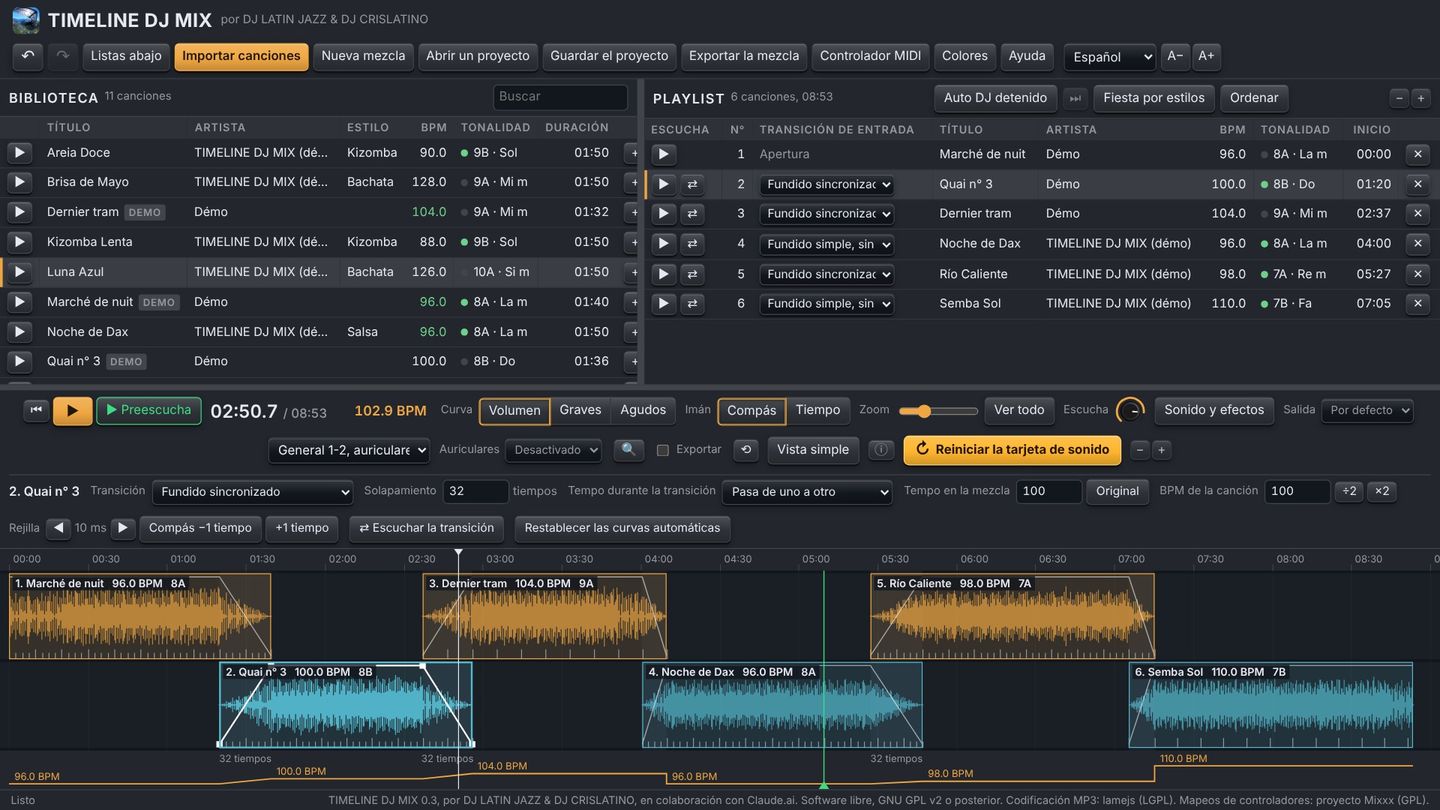 TIMELINE DJ MIX por DJ LATIN JAZZ & DJ CRISLATINO
Listas abajo Importar canciones Nueva mezcla Abrir un proyecto Guardar el proyecto Exportar la mezcla Controlador MIDI Colores Ayuda Español A− A+
BIBLIOTECA 11 canciones Buscar
TÍTULO ARTISTA ESTILO BPM TONALIDAD DURACIÓN
Areia Doce TIMELINE DJ MIX (dé... Kizomba 90.0 9B · Sol 01:50 +
Brisa de Mayo TIMELINE DJ MIX (dé... Bachata 128.0 9A · Mi m 01:50 +
Dernier tram DEMO Démo 104.0 9A · Mi m 01:32 +
Kizomba Lenta TIMELINE DJ MIX (dé... Kizomba 88.0 9B · Sol 01:50 +
Luna Azul TIMELINE DJ MIX (dé... Bachata 126.0 10A · Si m 01:50 +
Marché de nuit DEMO Démo 96.0 8A · La m 01:40 +
Noche de Dax TIMELINE DJ MIX (dé... Salsa 96.0 8A · La m 01:50 +
Quai n° 3 DEMO Démo 100.0 8B · Do 01:36 +
PLAYLIST 6 canciones, 08:53 Auto DJ detenido Fiesta por estilos Ordenar − +
ESCUCHA N° TRANSICIÓN DE ENTRADA TÍTULO ARTISTA BPM TONALIDAD INICIO
1 Apertura Marché de nuit Démo 96.0 8A · La m 00:00 ✕
2 Fundido sincronizac Quai n° 3 Démo 100.0 8B · Do 01:20 ✕
3 Fundido sincronizac Dernier tram Démo 104.0 9A · Mi m 02:37 ✕
4 Fundido simple, sin Noche de Dax TIMELINE DJ MIX (démo) 96.0 8A · La m 04:00 ✕
5 Fundido sincronizac Río Caliente TIMELINE DJ MIX (démo) 98.0 7A · Re m 05:27 ✕
6 Fundido simple, sin Semba Sol TIMELINE DJ MIX (démo) 110.0 7B · Fa 07:05 ✕
Preescucha 02:50.7 / 08:53 102.9 BPM Curva Volumen Graves Agudos Imán Compás Tiempo Zoom Ver todo Escucha Sonido y efectos Salida Por defecto
General 1-2, auriculare Auriculares Desactivado Exportar Vista simple Reiniciar la tarjeta de sonido − +
2. Quai n° 3 Transición Fundido sincronizado Solapamiento 32 tiempos Tempo durante la transición Pasa de uno a otro Tempo en la mezcla 100 Original BPM de la canción 100 ÷2 ×2
Rejilla ◀ 10 ms ▶ Compás −1 tiempo +1 tiempo ⇄ Escuchar la transición Restablecer las curvas automáticas
00:00 00:30 01:00 01:30 02:00 02:30 03:00 03:30 04:00 04:30 05:00 05:30 06:00 06:30 07:00 07:30 08:00 08:30
1. Marché de nuit 96.0 BPM 8A
3. Dernier tram 104.0 BPM 9A
5. Río Caliente 98.0 BPM 7A
2. Quai n° 3 100.0 BPM 8B
4. Noche de Dax 96.0 BPM 8A
6. Semba Sol 110.0 BPM 7B
32 tiempos 32 tiempos 32 tiempos
96.0 BPM 100.0 BPM 104.0 BPM 96.0 BPM 98.0 BPM 110.0 BPM
Listo TIMELINE DJ MIX 0.3, por DJ LATIN JAZZ & DJ CRISLATINO, en colaboración con Claude.ai. Software libre, GNU GPL v2 o posterior. Codificación MP3: lamejs (LGPL). Mapeos de controladores: proyecto Mixxx (GPL).